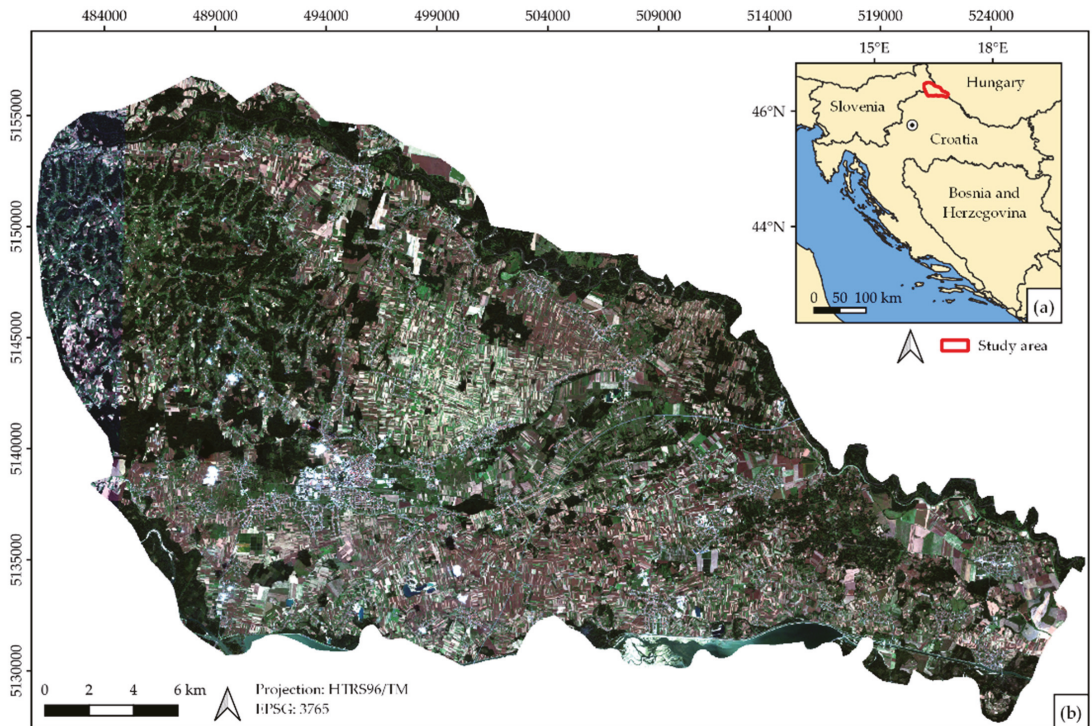 484000 489000 494000 499000 504000 509000 514000 519000 524000
15°E 18°E
46°N
44°N
Slovenia
Hungary
Croatia
Bosnia and
Herzegovina
0 50 100 km
(a)
Study area
5155000
5150000
5145000
5140000
5135000
5130000
0 2 4 6 km
Projection: HTRS96/TM
EPSG: 3765
(b)